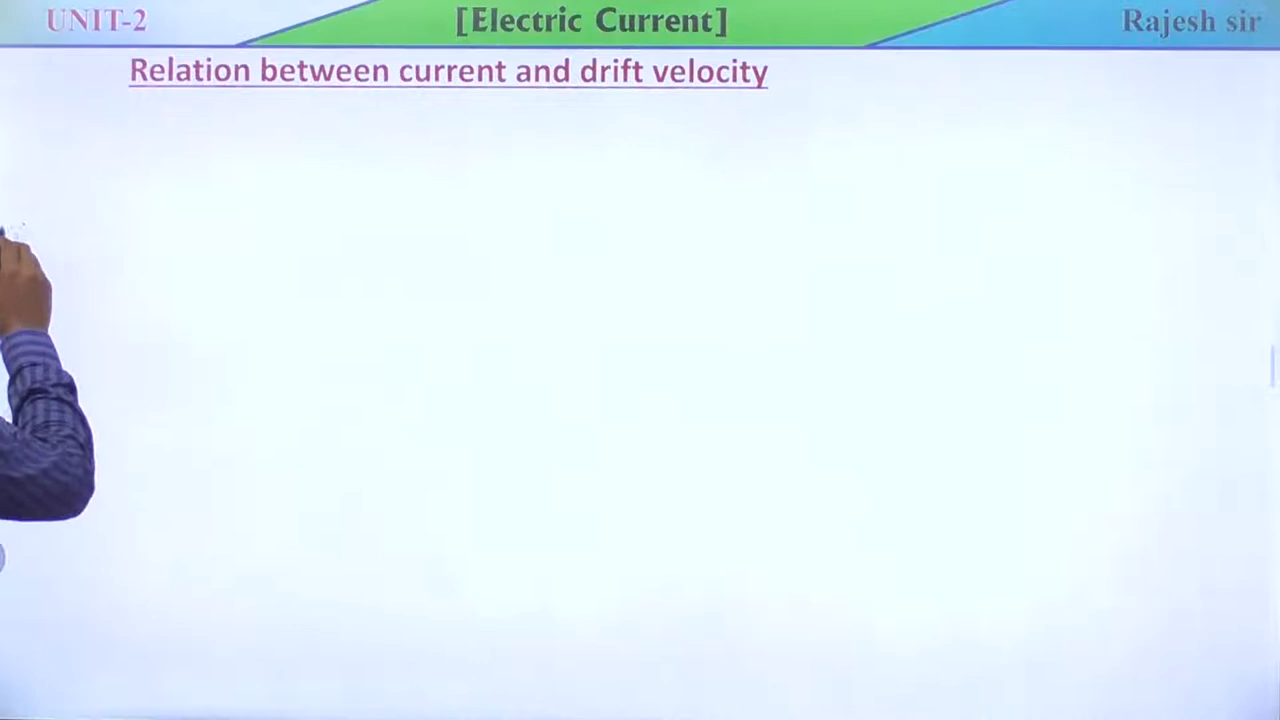 UNIT-2
[Electric Current]
Rajesh sir
Relation between current and drift velocity